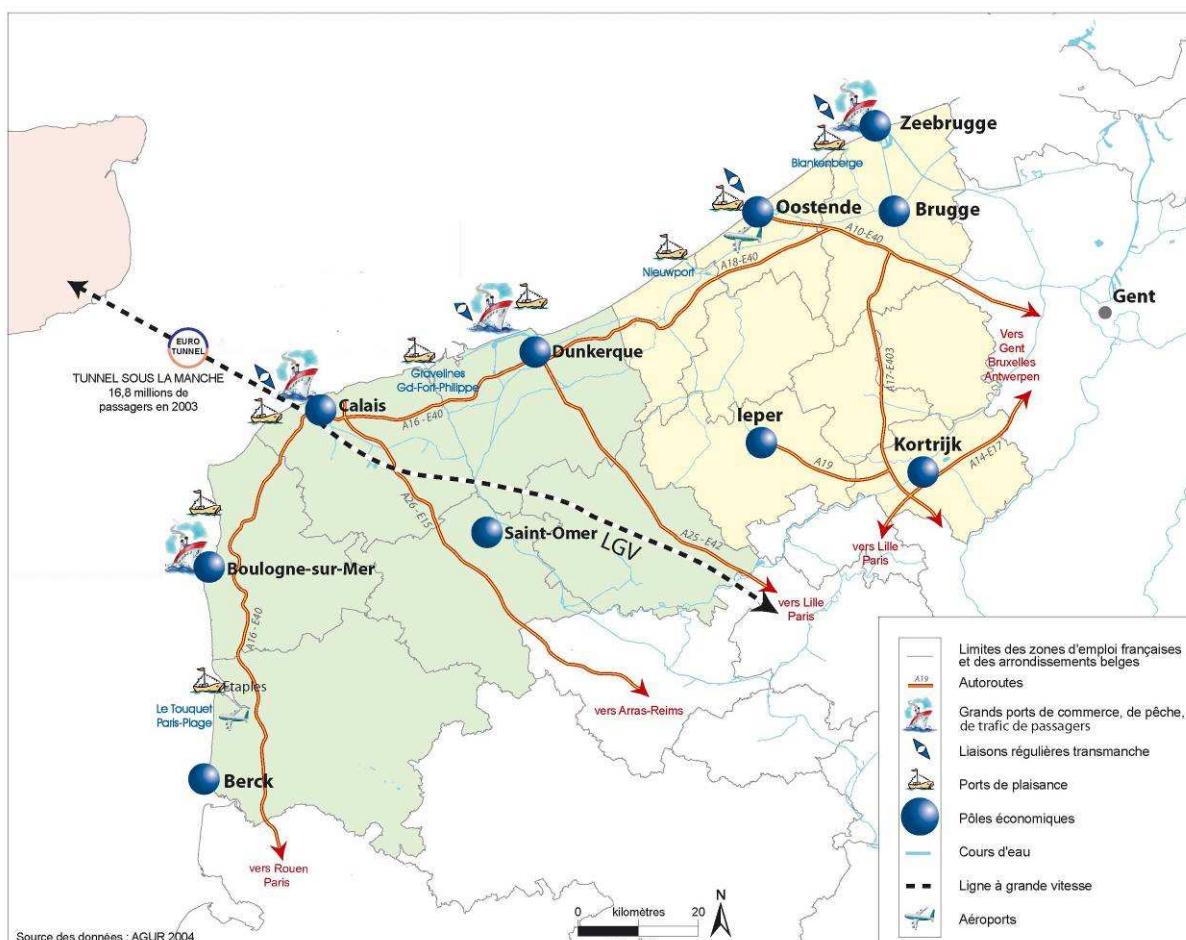 Zeebrugge
Blankenberge
Oostende
Brugge
A10-E40
Nieuwport
A18-E40
Gent
EURO
TUNNEL
TUNNEL SOUS LA MANCHE
16,8 millions de
passagers en 2003
Dunkerque
Gravelines
Gd-Fort-Philippe
Vers
Gent
Bruxelles
Antwerpen
A17-E403
Calais
A16 - E40
Ieper
Kortrijk
A19
A14-E17
A26-E15
Saint-Omer
LGV
A25 - E42
vers Lille
Paris
Boulogne-sur-Mer
vers Lille
Paris
A16 - E40
Etaples
Le Touquet
Paris-Plage
vers Arras-Reims
Berck
vers Rouen
Paris
Limites des zones d'emploi françaises
et des arrondissements belges
A19
Autoroutes
Grands ports de commerce, de pêche,
de trafic de passagers
Liaisons régulières transmanche
Ports de plaisance
Pôles économiques
Cours d'eau
Ligne à grande vitesse
Aéroports
N
0 kilomètres 20
Source des données : AGUR 2004